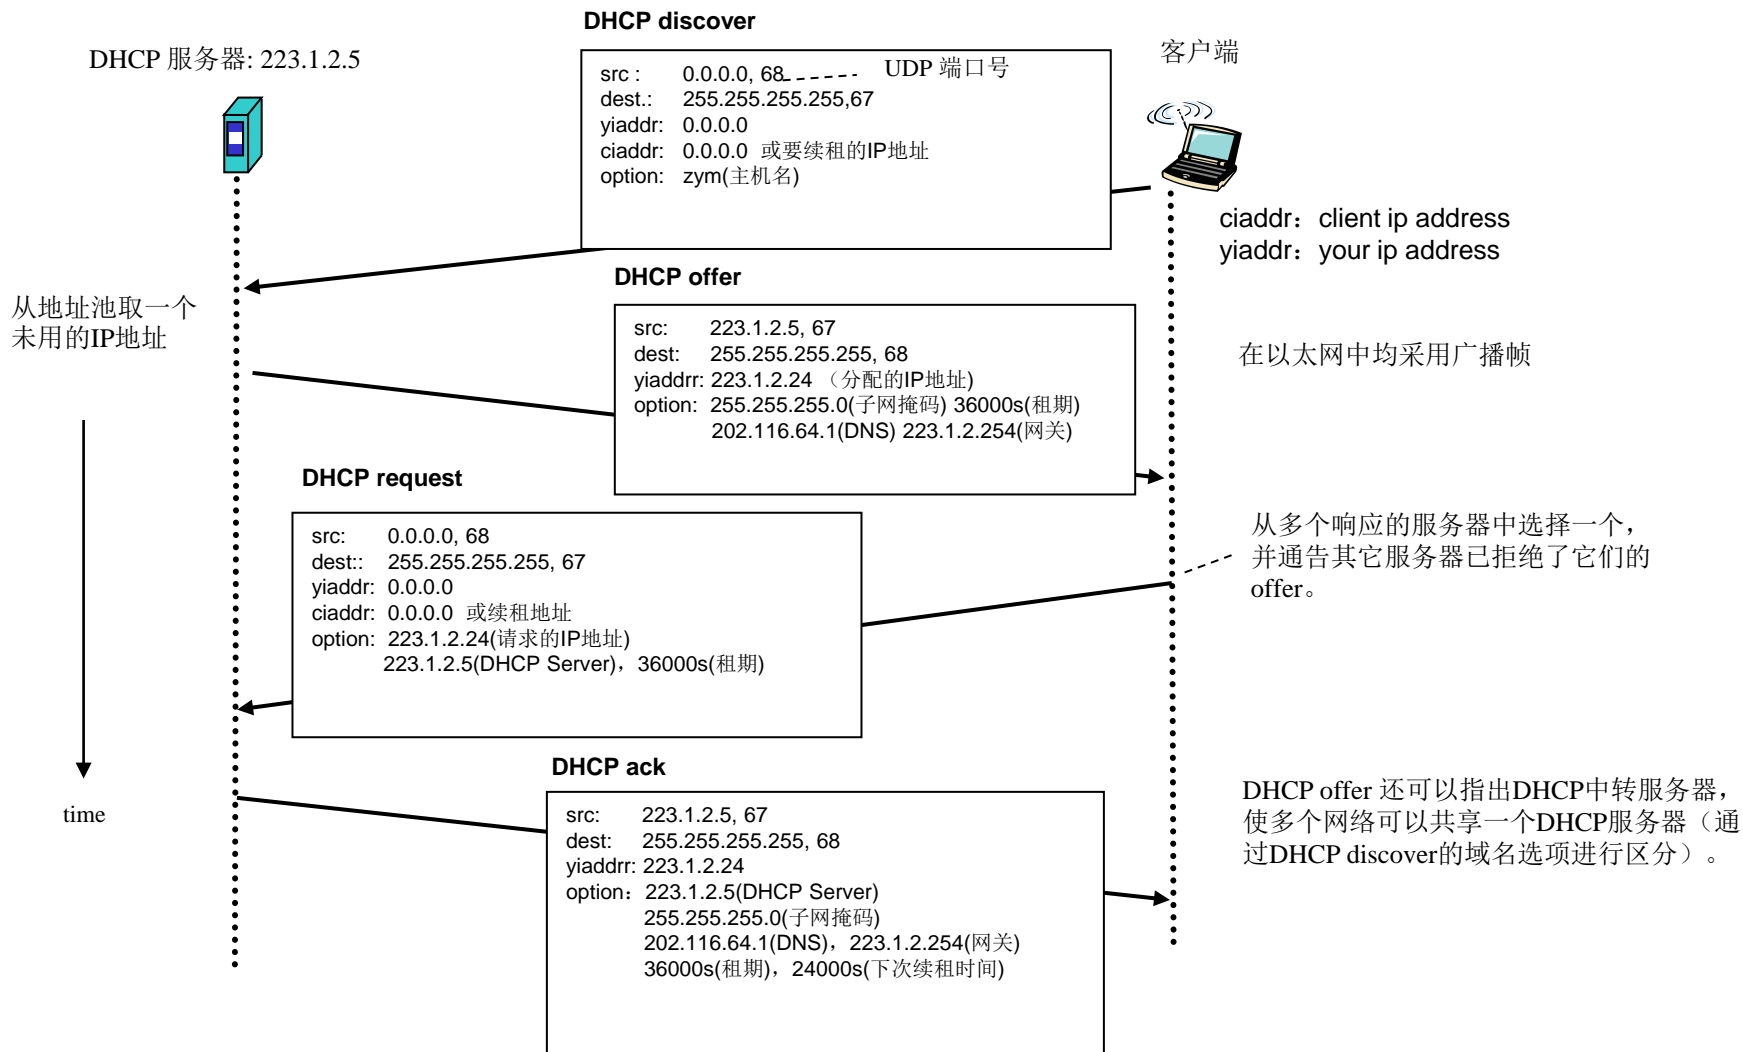 DHCP discover
DHCP 服务器: 223.1.2.5
客户端
src : 0.0.0.0, 68 UDP 端口号
dest.: 255.255.255.255,67
yiaddr: 0.0.0.0
ciaddr: 0.0.0.0 或要续租的IP地址
option: zym(主机名)
ciaddr：client ip address
yiaddr：your ip address
DHCP offer
从地址池取一个
未用的IP地址
src: 223.1.2.5, 67
dest: 255.255.255.255, 68
yiaddrr: 223.1.2.24 （分配的IP地址)
option: 255.255.255.0(子网掩码) 36000s(租期)
202.116.64.1(DNS) 223.1.2.254(网关)
在以太网中均采用广播帧
DHCP request
src: 0.0.0.0, 68
dest:: 255.255.255.255, 67
yiaddr: 0.0.0.0
ciaddr: 0.0.0.0 或续租地址
option: 223.1.2.24(请求的IP地址)
223.1.2.5(DHCP Server)，36000s(租期)
从多个响应的服务器中选择一个，
并通告其它服务器已拒绝了它们的
offer。
time
DHCP ack
src: 223.1.2.5, 67
dest: 255.255.255.255, 68
yiaddrr: 223.1.2.24
option：223.1.2.5(DHCP Server)
255.255.255.0(子网掩码)
202.116.64.1(DNS)，223.1.2.254(网关)
36000s(租期)，24000s(下次续租时间)
DHCP offer 还可以指出DHCP中转服务器，
使多个网络可以共享一个DHCP服务器（通
过DHCP discover的域名选项进行区分）。